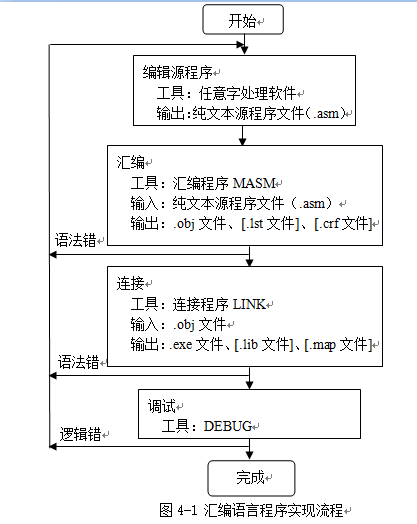 开始
编辑源程序
工具：任意字处理软件
输出：纯文本源程序文件（.asm）
汇编
工具：汇编程序 MASM
输入：纯文本源程序文件（.asm）
输出：.obj 文件、[.lst 文件]、[.crf 文件]
语法错
连接
工具：连接程序 LINK
输入：.obj 文件
输出：.exe 文件、[.lib 文件]、[.map 文件]
语法错
调试
工具：DEBUG
逻辑错
完成
图 4-1 汇编语言程序实现流程